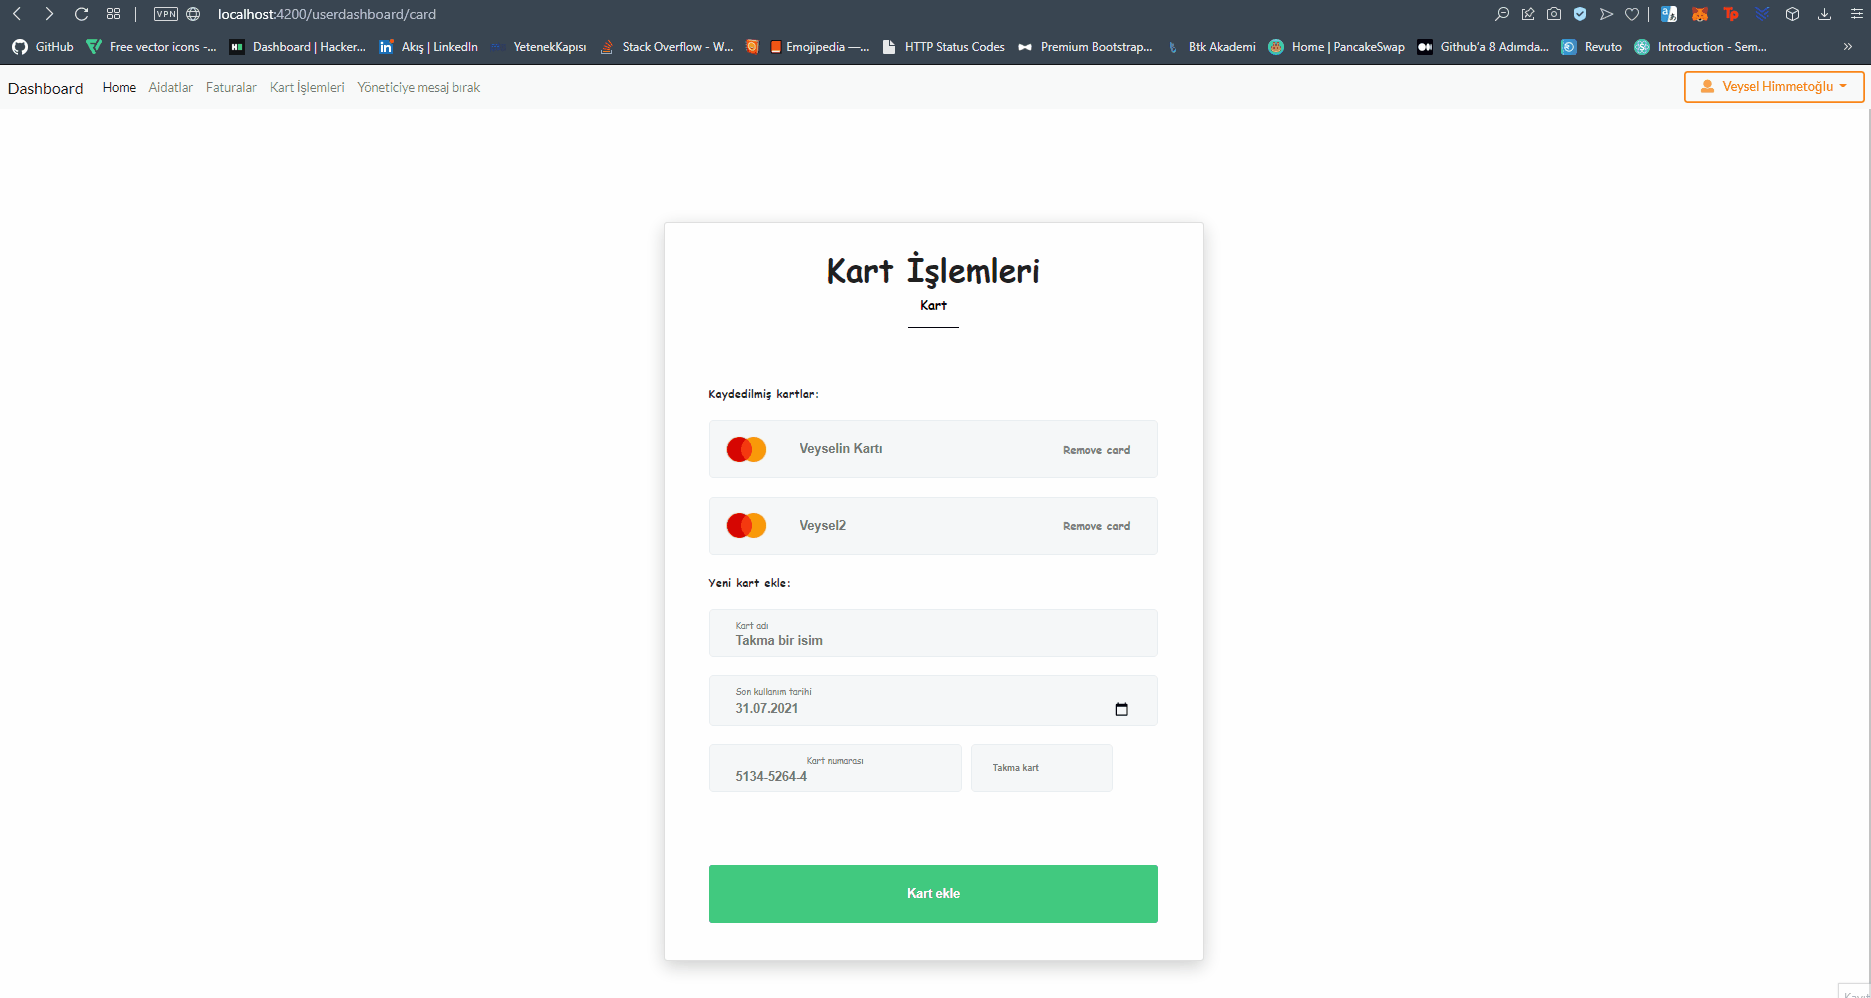 VPN localhost:4200/userdashboard/card
GitHub Free vector icons -... Dashboard | Hacker... Akış | LinkedIn YetenekKapısı Stack Overflow - W... Emojipedia —... HTTP Status Codes Premium Bootstrap... Btk Akademi Home | PancakeSwap Github'a 8 Adımda... Revuto Introduction - Sem... »
Dashboard Home Aidatlar Faturalar Kart İşlemleri Yöneticiye mesaj bırak Veysel Himmetoğlu
Kart İşlemleri
Kart
Kaydedilmiş kartlar:
Veyselin Kartı Remove card
Veysel2 Remove card
Yeni kart ekle:
Kart adı
Takma bir isim
Son kullanım tarihi
31.07.2021
Kart numarası
5134-5264-4
Takma kart
Kart ekle